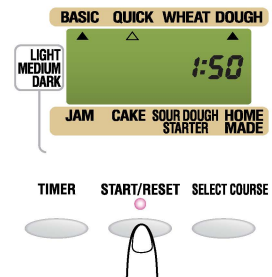 BASIC QUICK WHEAT DOUGH
LIGHT
MEDIUM
DARK
1:50
JAM CAKE SOUR DOUGH STARTER HOME MADE
TIMER START/RESET SELECT COURSE